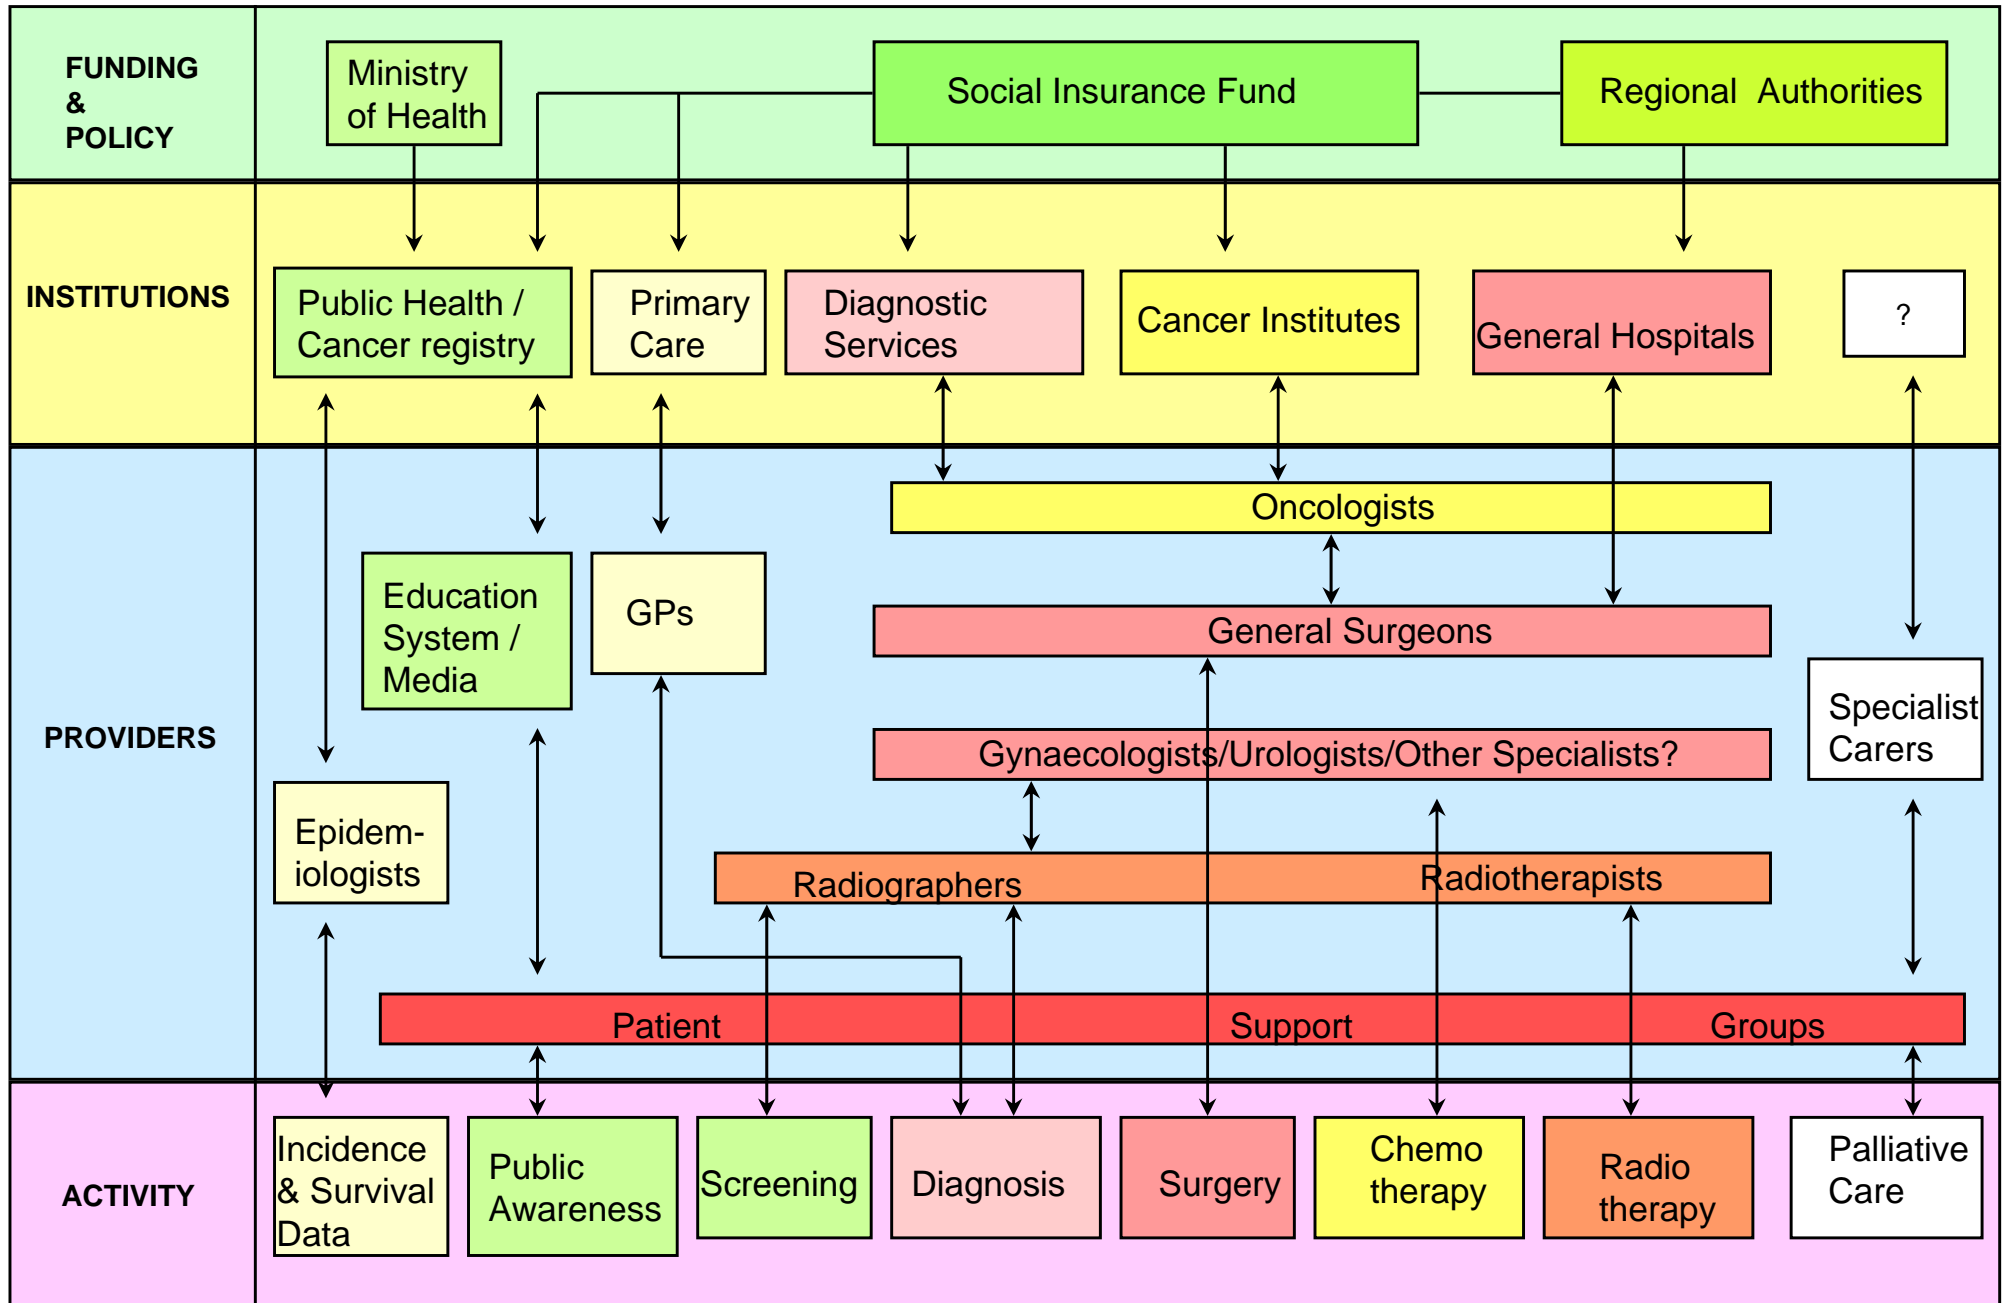 FUNDING
&
POLICY
Ministry
of Health
Social Insurance Fund
Regional Authorities
INSTITUTIONS
Public Health /
Cancer registry
Primary
Care
Diagnostic
Services
Cancer Institutes
General Hospitals
?
PROVIDERS
Oncologists
Education
System /
Media
GPs
General Surgeons
Specialist
Carers
Gynaecologists/Urologists/Other Specialists?
Epidem-
iologists
Radiographers
Radiotherapists
Patient Support Groups
ACTIVITY
Incidence
& Survival
Data
Public
Awareness
Screening
Diagnosis
Surgery
Chemo
therapy
Radio
therapy
Palliative
Care